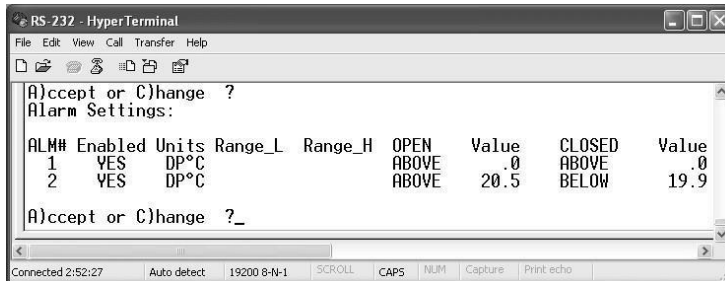 RS-232 - HyperTerminal
File Edit View Call Transfer Help
A)ccept or C)hange ?
Alarm Settings:
ALM# Enabled Units Range_L Range_H OPEN Value CLOSED Value
1 YES DP°C ABOVE .0 ABOVE .0
2 YES DP°C ABOVE 20.5 BELOW 19.9
A)ccept or C)hange ?_
Connected 2:52:27 Auto detect 19200 8-N-1 SCROLL CAPS NUM Capture Print echo